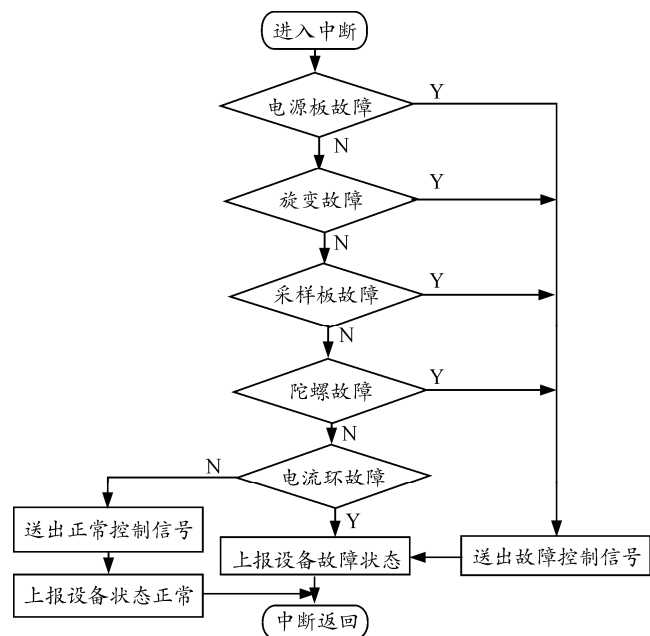 进入中断
电源板故障
Y
N
旋变故障
Y
N
采样板故障
Y
N
陀螺故障
Y
N
电流环故障
N
Y
送出正常控制信号
上报设备故障状态
送出故障控制信号
上报设备状态正常
中断返回